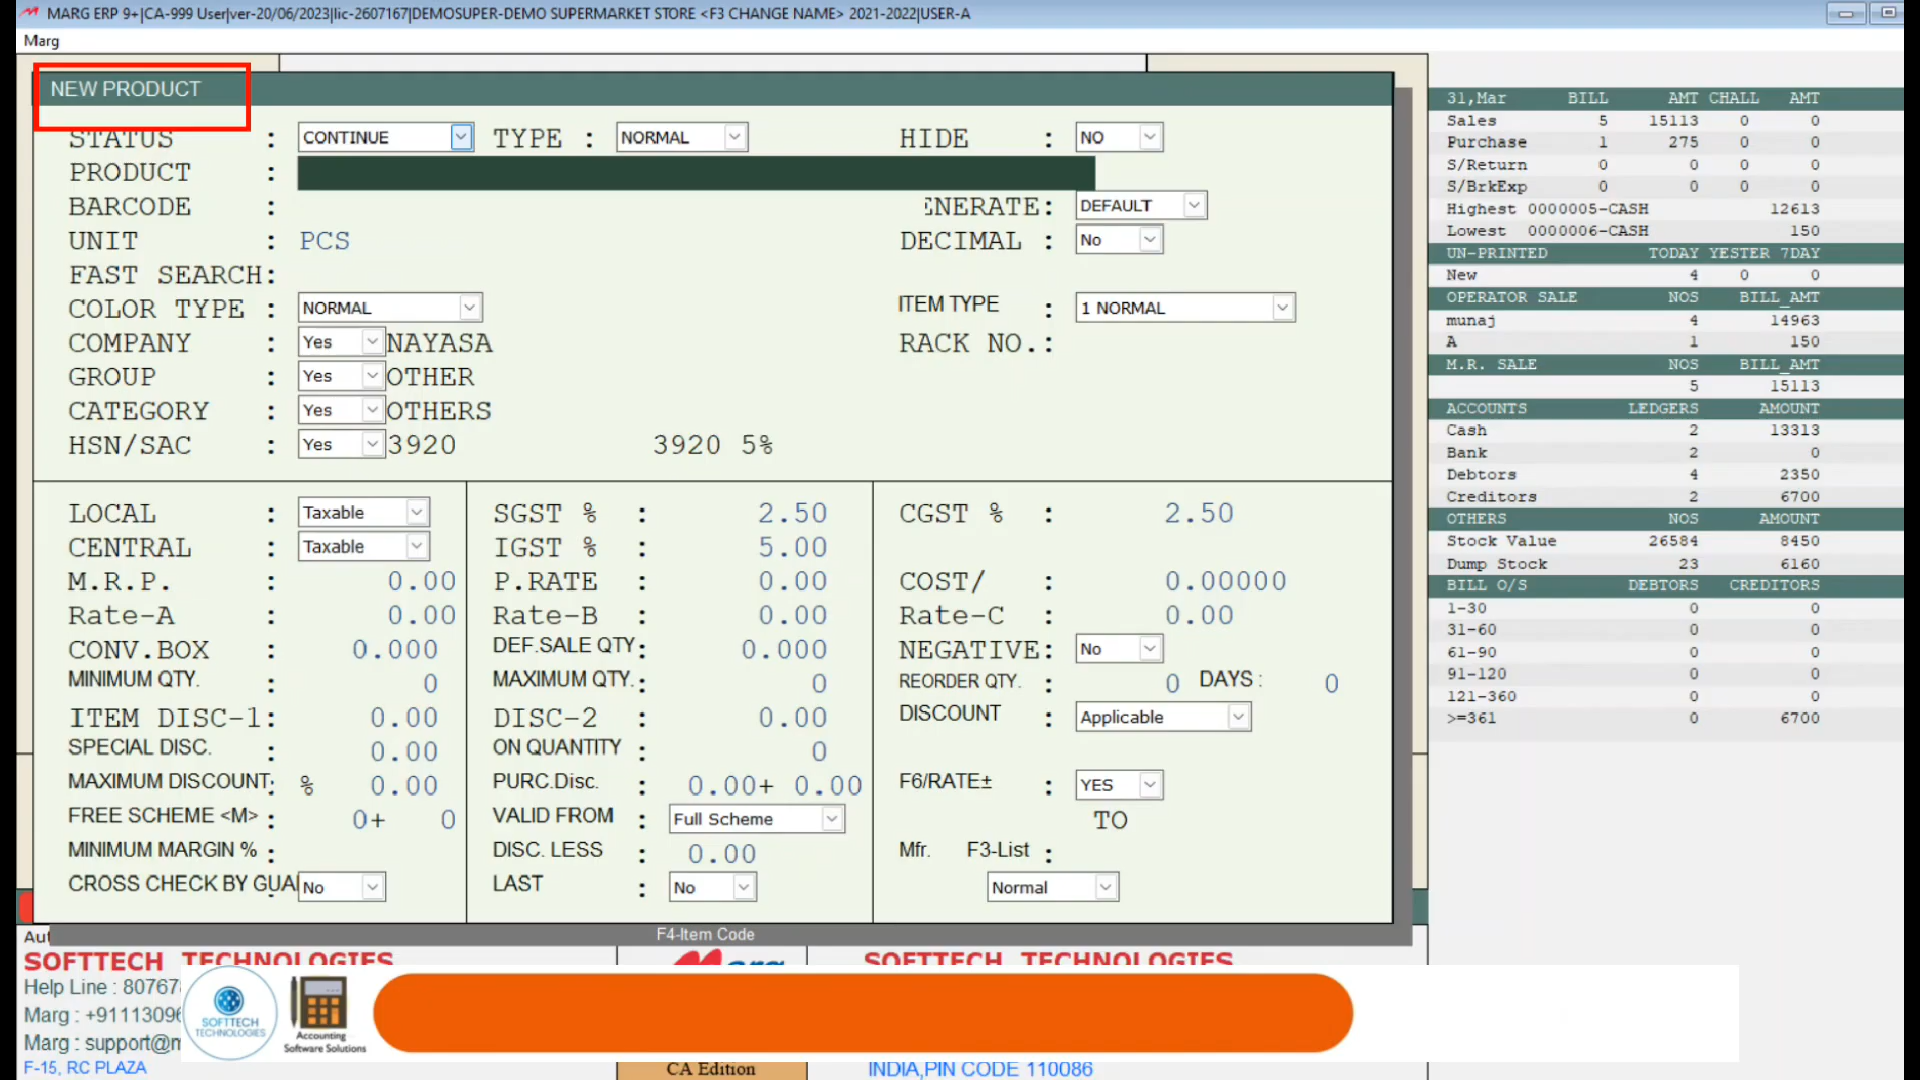 MARG ERP 9+|CA-999 User|ver-20/06/2023|lic-2607167|DEMOSUPER-DEMO SUPERMARKET STORE <F3 CHANGE NAME> 2021-2022|USER-A
Marg
NEW PRODUCT
STATUS : CONTINUE TYPE : NORMAL HIDE : NO
PRODUCT :
BARCODE : ENERATE: DEFAULT
UNIT : PCS DECIMAL : No
FAST SEARCH:
COLOR TYPE : NORMAL ITEM TYPE : 1 NORMAL
COMPANY : Yes NAYASA RACK NO.:
GROUP : Yes OTHER
CATEGORY : Yes OTHERS
HSN/SAC : Yes 3920 3920 5%
LOCAL : Taxable SGST % : 2.50 CGST % : 2.50
CENTRAL : Taxable IGST % : 5.00
M.R.P. : 0.00 P.RATE : 0.00 COST/ : 0.00000
Rate-A : 0.00 Rate-B : 0.00 Rate-C : 0.00
CONV.BOX : 0.000 DEF.SALE QTY: 0.000 NEGATIVE: No
MINIMUM QTY. : 0 MAXIMUM QTY. : 0 REORDER QTY. : 0 DAYS : 0
ITEM DISC-1: 0.00 DISC-2 : 0.00 DISCOUNT : Applicable
SPECIAL DISC. : 0.00 ON QUANTITY : 0
MAXIMUM DISCOUNT: % 0.00 PURC.Disc. : 0.00+ 0.00 F6/RATE± : YES
FREE SCHEME <M> : 0+ 0 VALID FROM : Full Scheme TO
MINIMUM MARGIN % : DISC. LESS : 0.00 Mfr. F3-List :
CROSS CHECK BY GUA No LAST : No Normal
F4-Item Code
31,Mar BILL AMT CHALL AMT
Sales 5 15113 0 0
Purchase 1 275 0 0
S/Return 0 0 0 0
S/BrkExp 0 0 0 0
Highest 0000005-CASH 12613
Lowest 0000006-CASH 150
UN-PRINTED TODAY YESTER 7DAY
New 4 0 0
OPERATOR SALE NOS BILL_AMT
munaj 4 14963
A 1 150
M.R. SALE NOS BILL_AMT
5 15113
ACCOUNTS LEDGERS AMOUNT
Cash 2 13313
Bank 2 0
Debtors 4 2350
Creditors 2 6700
OTHERS NOS AMOUNT
Stock Value 26584 8450
Dump Stock 23 6160
BILL O/S DEBTORS CREDITORS
1-30 0 0
31-60 0 0
61-90 0 0
91-120 0 0
121-360 0 0
>=361 0 6700
Aut
SOFTTECH TECHNOLOGIES Marg SOFTTECH TECHNOLOGIES
Help Line : 80767
Marg : +91113096
Marg : support@m
F-15, RC PLAZA
SOFTTECH
TECHNOLOGIES
Accounting
Software Solutions
CA Edition
INDIA,PIN CODE 110086